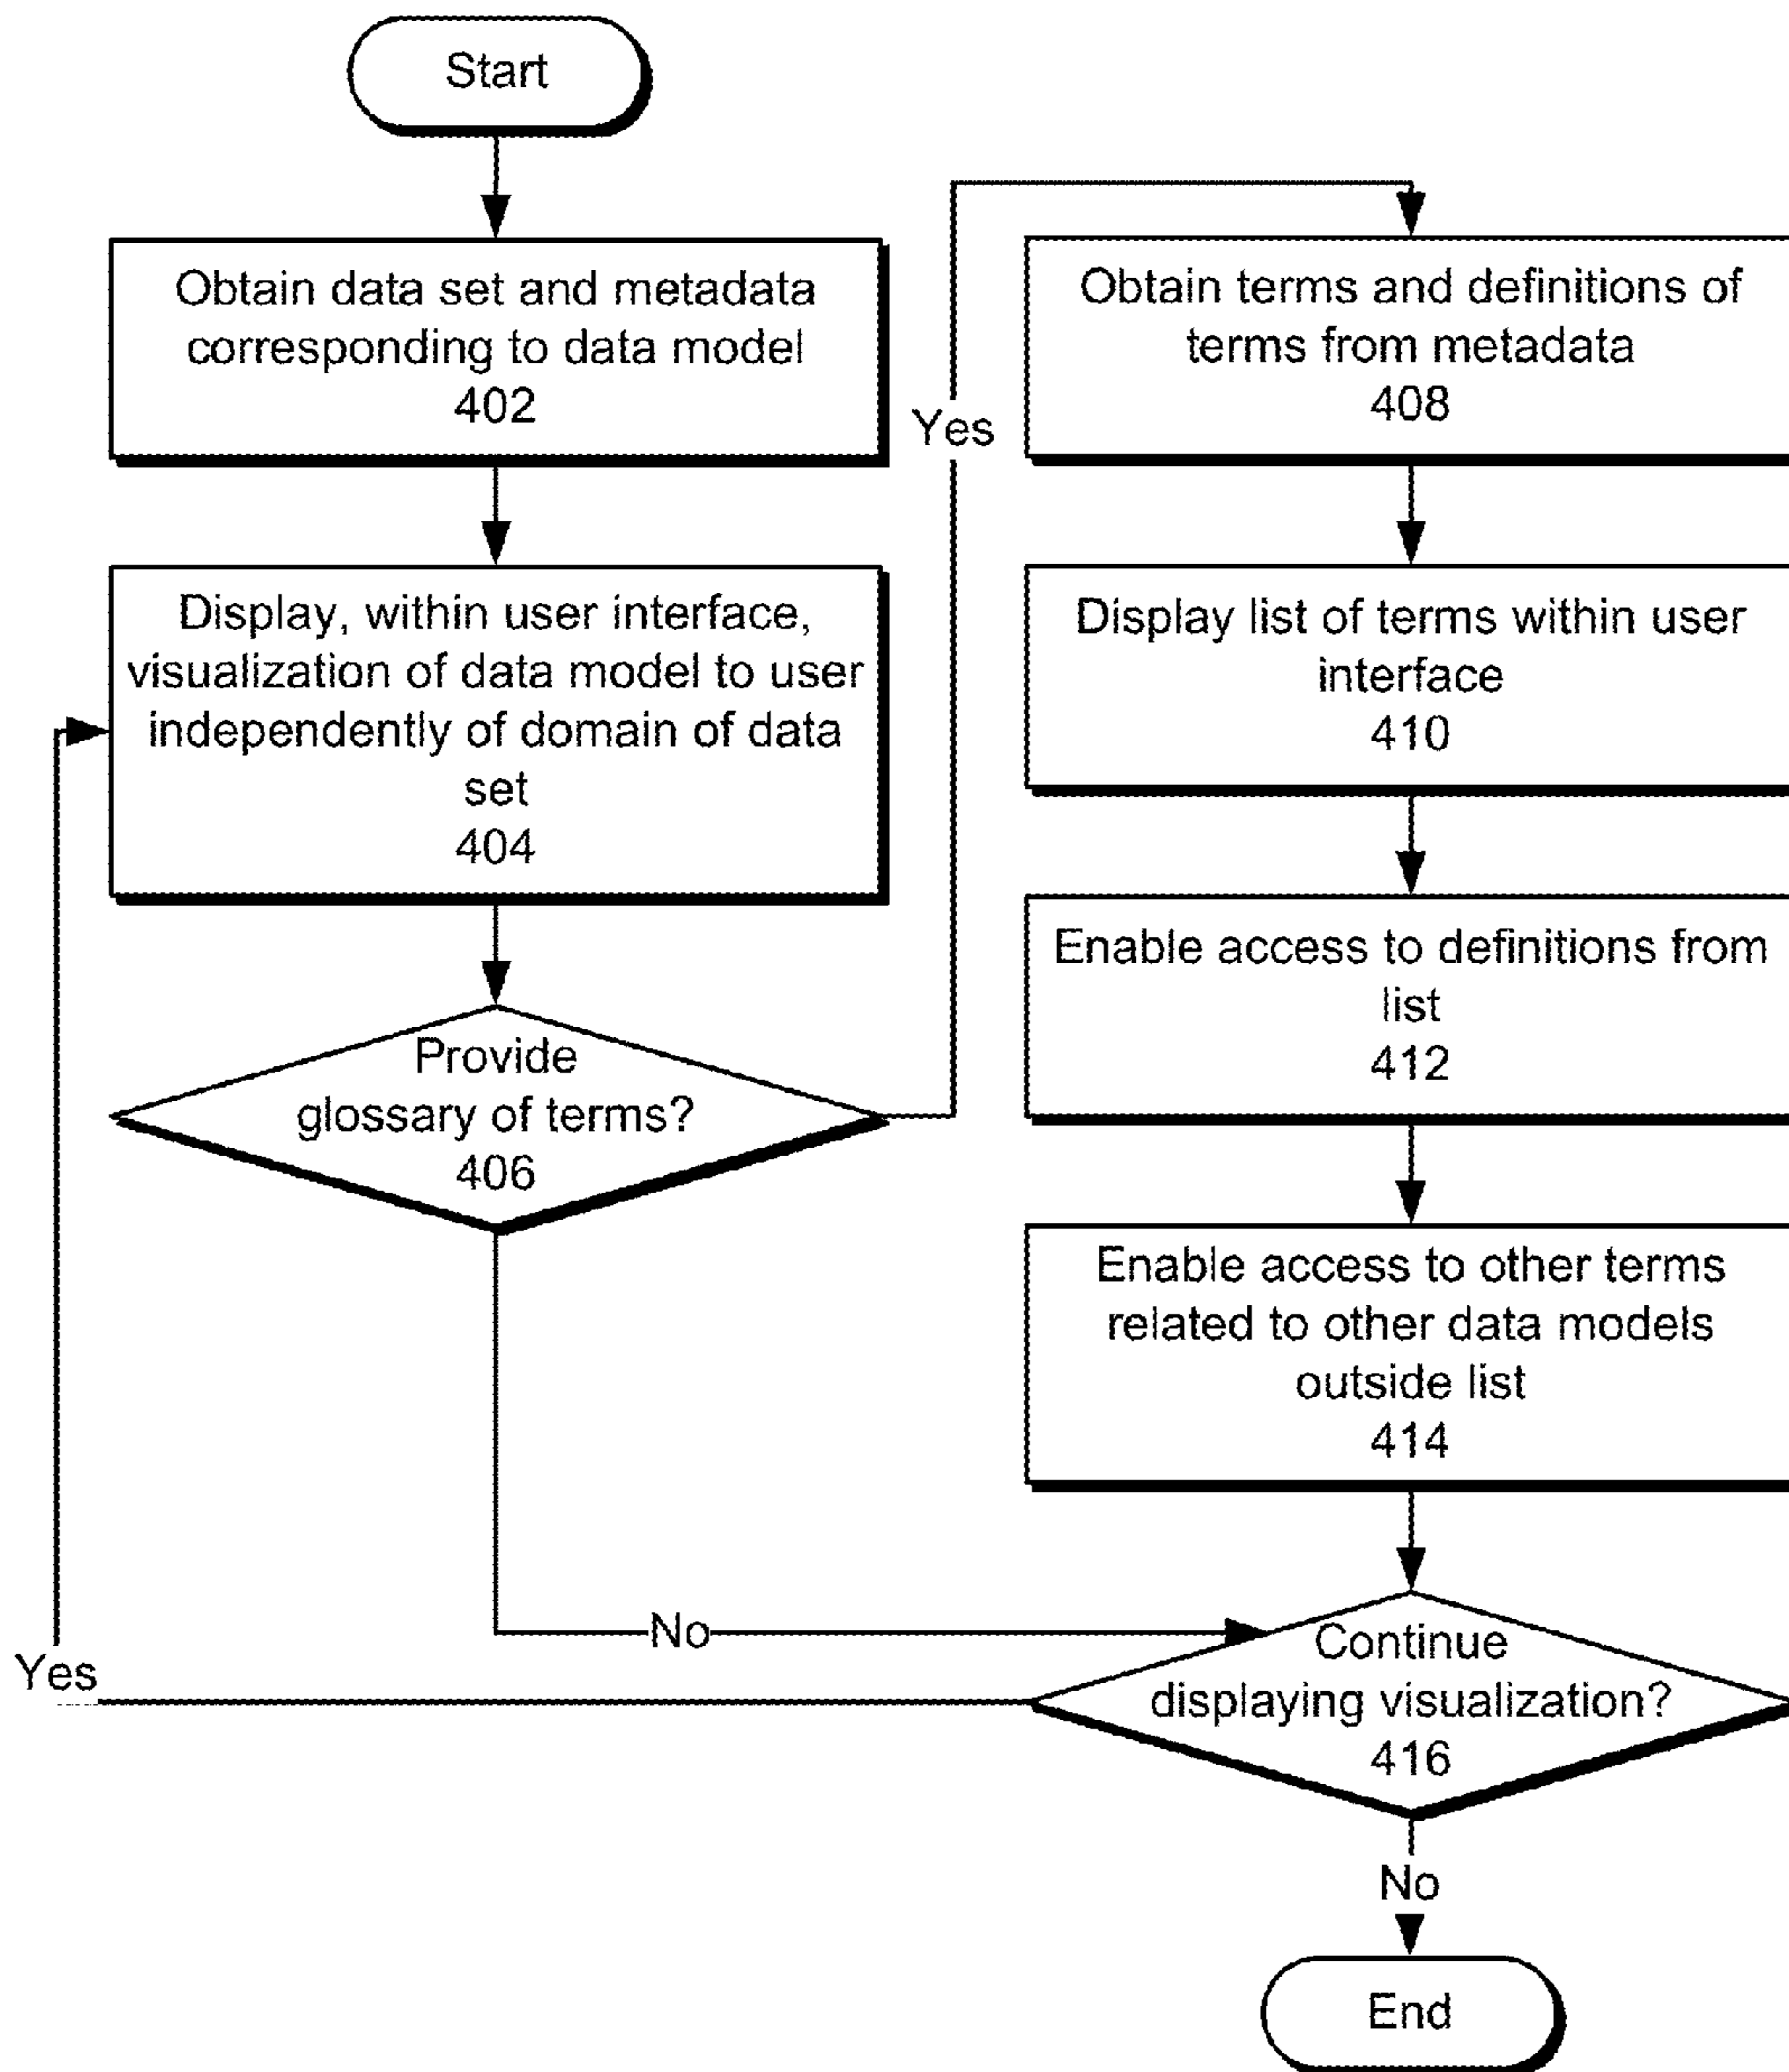 Start
Obtain data set and metadata
corresponding to data model
402
Display, within user interface,
visualization of data model to user
independently of domain of data
set
404
Provide
glossary of terms?
406
Yes
Obtain terms and definitions of
terms from metadata
408
Display list of terms within user
interface
410
Enable access to definitions from
list
412
Enable access to other terms
related to other data models
outside list
414
No
Continue
displaying visualization?
416
Yes
No
End